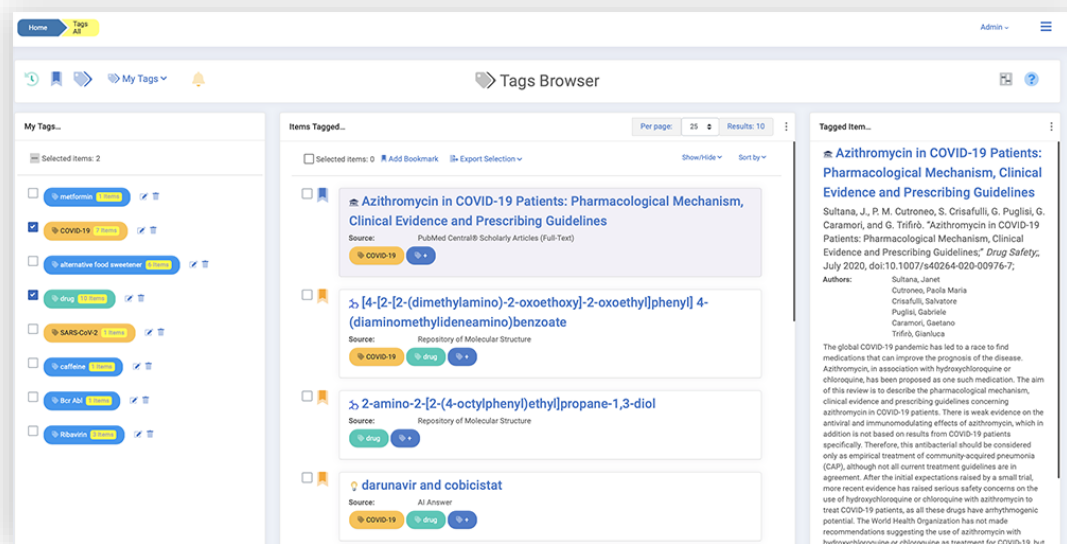 Home
Tags
All
Admin
My Tags
Tags Browser
My Tags...
Selected items: 2
metformin 1 Items
COVID-19 7 Items
alternative food sweetener 6 Items
drug 10 Items
SARS-CoV-2 1 Items
caffeine 1 Items
Bcr Abl 1 Items
Ribavirin 2 Items
Items Tagged...
Per page: 25 Results: 10
Selected items: 0 Add Bookmark Export Selection Show/Hide Sort by
Azithromycin in COVID-19 Patients: Pharmacological Mechanism,
Clinical Evidence and Prescribing Guidelines
Source: PubMed Central® Scholarly Articles (Full-Text)
COVID-19 +
[4-[2-[2-(dimethylamino)-2-oxoethoxy]-2-oxoethyl]phenyl] 4-
(diaminomethylideneamino)benzoate
Source: Repository of Molecular Structure
COVID-19 drug +
2-amino-2-[2-(4-octylphenyl)ethyl]propane-1,3-diol
Source: Repository of Molecular Structure
drug +
darunavir and cobicistat
Source: AI Answer
COVID-19 drug +
Tagged Item...
Azithromycin in COVID-19 Patients:
Pharmacological Mechanism, Clinical
Evidence and Prescribing Guidelines
Sultana, J., P. M. Cutroneo, S. Crisafulli, G. Puglisi, G.
Caramori, and G. Trifirò. "Azithromycin in COVID-19
Patients: Pharmacological Mechanism, Clinical
Evidence and Prescribing Guidelines;" Drug Safety;,
July 2020, doi:10.1007/s40264-020-00976-7;
Authors: Sultana, Janet
Cutroneo, Paola Maria
Crisafulli, Salvatore
Puglisi, Gabriele
Caramori, Gaetano
Trifirò, Gianluca
The global COVID-19 pandemic has led to a race to find
medications that can improve the prognosis of the disease.
Azithromycin, in association with hydroxychloroquine or
chloroquine, has been proposed as one such medication. The aim
of this review is to describe the pharmacological mechanism,
clinical evidence and prescribing guidelines concerning
azithromycin in COVID-19 patients. There is weak evidence on the
antiviral and immunomodulating effects of azithromycin, which in
addition is not based on results from COVID-19 patients
specifically. Therefore, this antibacterial should be considered
only as empirical treatment of community-acquired pneumonia
(CAP), although not all current treatment guidelines are in
agreement. After the initial expectations raised by a small trial,
more recent evidence has raised serious safety concerns on the
use of hydroxychloroquine or chloroquine with azithromycin to
treat COVID-19 patients, as all these drugs have arrhythmogenic
potential. The World Health Organization has not made
recommendations suggesting the use of azithromycin with
hydroxychloroquine or chloroquine as treatment for COVID-19, but